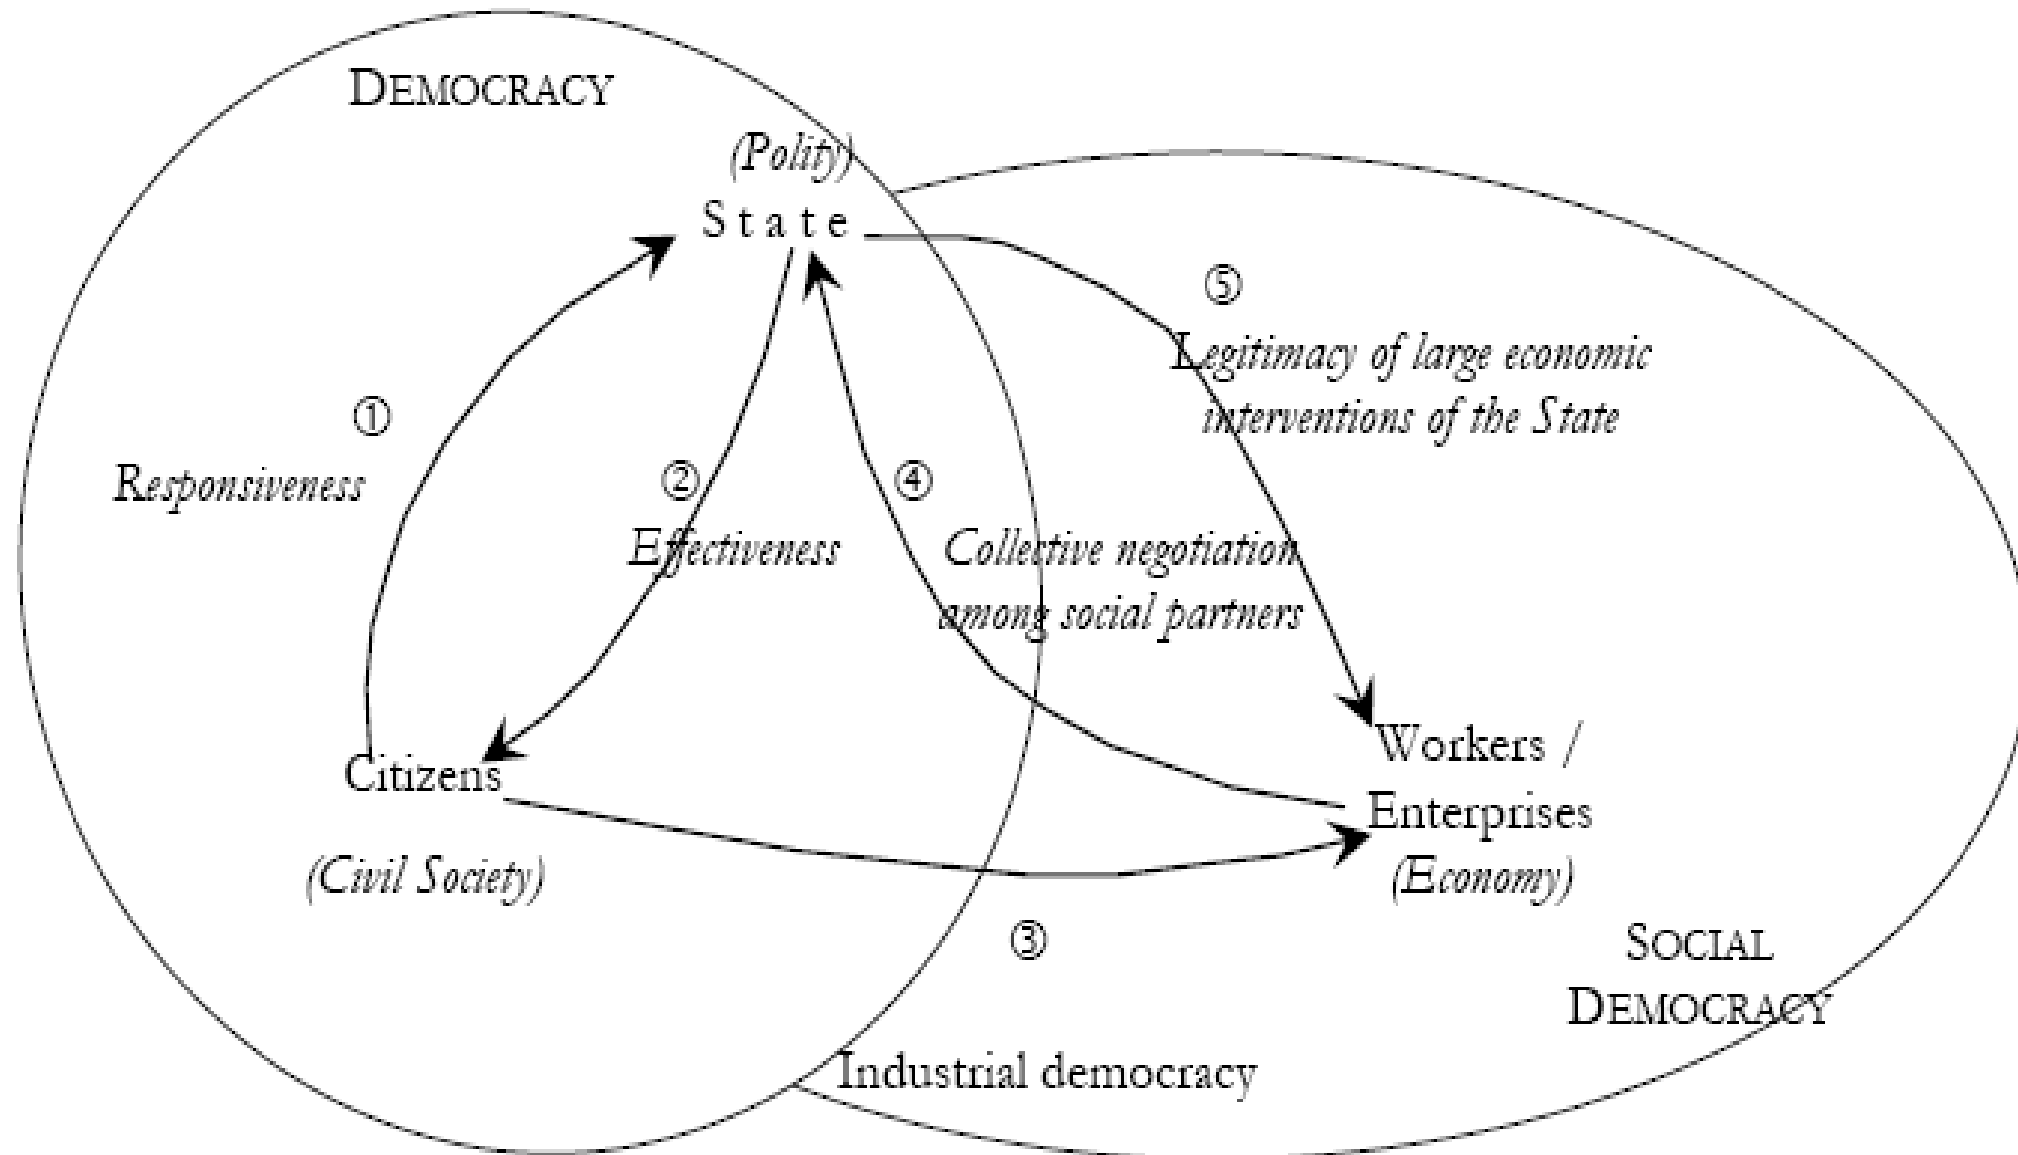 DEMOCRACY
(Polity)
State
⑤
Legitimacy of large economic
interventions of the State
①
Responsiveness
②
④
Effectiveness
Collective negotiation
among social partners
Workers /
Citizens
Enterprises
(Civil Society)
(Economy)
③
SOCIAL
DEMOCRACY
Industrial democracy